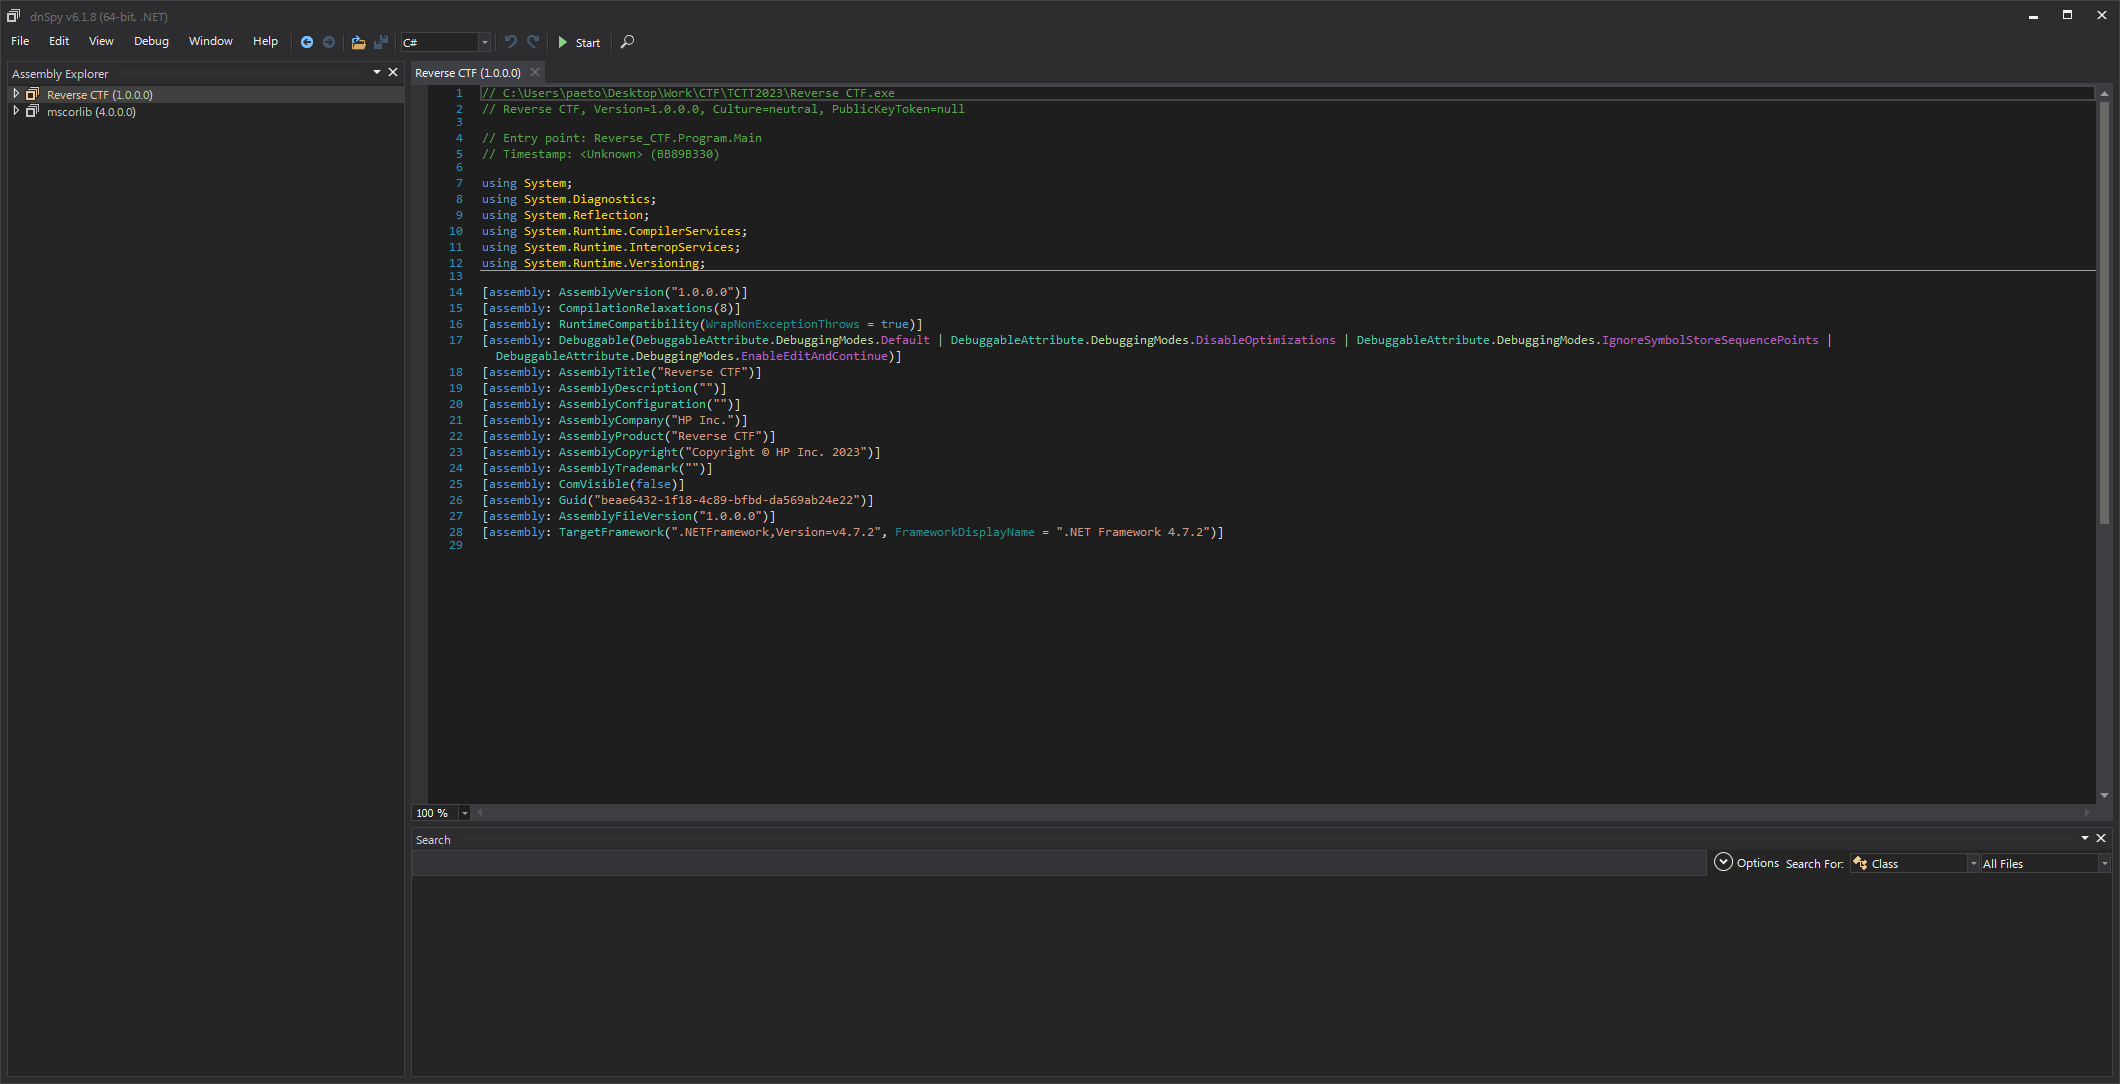 dnSpy v6.1.8 (64-bit, .NET)
File Edit View Debug Window Help C# Start
Assembly Explorer
Reverse CTF (1.0.0.0)
mscorlib (4.0.0.0)
Reverse CTF (1.0.0.0)
1 // C:\Users\paeto\Desktop\Work\CTF\TCTT2023\Reverse CTF.exe
2 // Reverse CTF, Version=1.0.0.0, Culture=neutral, PublicKeyToken=null
3
4 // Entry point: Reverse_CTF.Program.Main
5 // Timestamp: <Unknown> (BB89B330)
6
7 using System;
8 using System.Diagnostics;
9 using System.Reflection;
10 using System.Runtime.CompilerServices;
11 using System.Runtime.InteropServices;
12 using System.Runtime.Versioning;
13
14 [assembly: AssemblyVersion("1.0.0.0")]
15 [assembly: CompilationRelaxations(8)]
16 [assembly: RuntimeCompatibility(WrapNonExceptionThrows = true)]
17 [assembly: Debuggable(DebuggableAttribute.DebuggingModes.Default | DebuggableAttribute.DebuggingModes.DisableOptimizations | DebuggableAttribute.DebuggingModes.IgnoreSymbolStoreSequencePoints |
DebuggableAttribute.DebuggingModes.EnableEditAndContinue)]
18 [assembly: AssemblyTitle("Reverse CTF")]
19 [assembly: AssemblyDescription("")]
20 [assembly: AssemblyConfiguration("")]
21 [assembly: AssemblyCompany("HP Inc.")]
22 [assembly: AssemblyProduct("Reverse CTF")]
23 [assembly: AssemblyCopyright("Copyright © HP Inc. 2023")]
24 [assembly: AssemblyTrademark("")]
25 [assembly: ComVisible(false)]
26 [assembly: Guid("beae6432-1f18-4c89-bfbd-da569ab24e22")]
27 [assembly: AssemblyFileVersion("1.0.0.0")]
28 [assembly: TargetFramework(".NETFramework,Version=v4.7.2", FrameworkDisplayName = ".NET Framework 4.7.2")]
29
100 %
Search
Options Search For: Class All Files